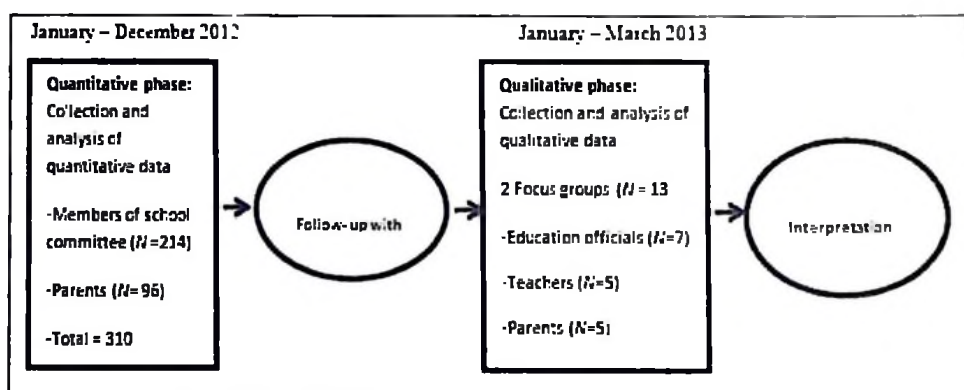 January – December 2012
Quantitative phase:
Collection and
analysis of
quantitative data
-Members of school
committee (N=214)
-Parents (N=96)
-Total = 310
Follow-up with
January – March 2013
Qualitative phase:
Collection and analysis of
qualitative data
2 Focus groups (N = 13
-Education officials (N=7)
-Teachers (N=5)
-Parents (N=5)
Interpretation